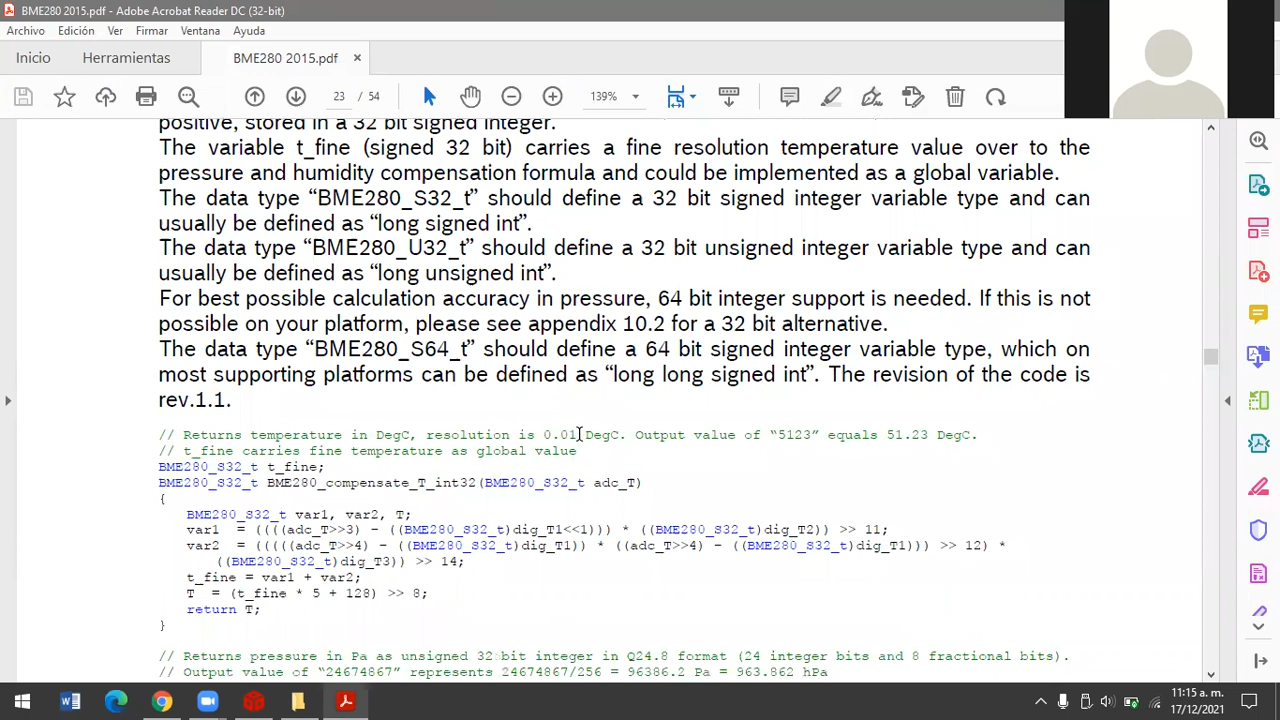 BME280 2015.pdf - Adobe Acrobat Reader DC (32-bit)
Archivo Edición Ver Firmar Ventana Ayuda
Inicio Herramientas BME280 2015.pdf ×
23 / 54 139%
positive, stored in a 32 bit signed integer.
The variable t_fine (signed 32 bit) carries a fine resolution temperature value over to the
pressure and humidity compensation formula and could be implemented as a global variable.
The data type “BME280_S32_t” should define a 32 bit signed integer variable type and can
usually be defined as “long signed int”.
The data type “BME280_U32_t” should define a 32 bit unsigned integer variable type and can
usually be defined as “long unsigned int”.
For best possible calculation accuracy in pressure, 64 bit integer support is needed. If this is not
possible on your platform, please see appendix 10.2 for a 32 bit alternative.
The data type “BME280_S64_t” should define a 64 bit signed integer variable type, which on
most supporting platforms can be defined as “long long signed int”. The revision of the code is
rev.1.1.
// Returns temperature in DegC, resolution is 0.01 DegC. Output value of “5123” equals 51.23 DegC.
// t_fine carries fine temperature as global value
BME280_S32_t t_fine;
BME280_S32_t BME280_compensate_T_int32(BME280_S32_t adc_T)
{
BME280_S32_t var1, var2, T;
var1 = ((((adc_T>>3) - ((BME280_S32_t)dig_T1<<1))) * ((BME280_S32_t)dig_T2)) >> 11;
var2 = (((((adc_T>>4) - ((BME280_S32_t)dig_T1)) * ((adc_T>>4) - ((BME280_S32_t)dig_T1))) >> 12) *
((BME280_S32_t)dig_T3)) >> 14;
t_fine = var1 + var2;
T = (t_fine * 5 + 128) >> 8;
return T;
}
// Returns pressure in Pa as unsigned 32 bit integer in Q24.8 format (24 integer bits and 8 fractional bits).
// Output value of “24674867” represents 24674867/256 = 96386.2 Pa = 963.862 hPa
11:15 a. m.
17/12/2021